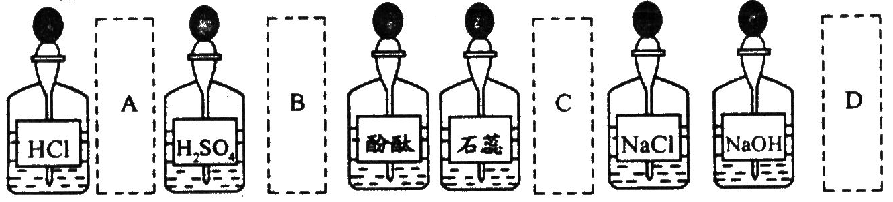 HCl A H₂SO₄ B 酚酞 石蕊 C NaCl NaOH D